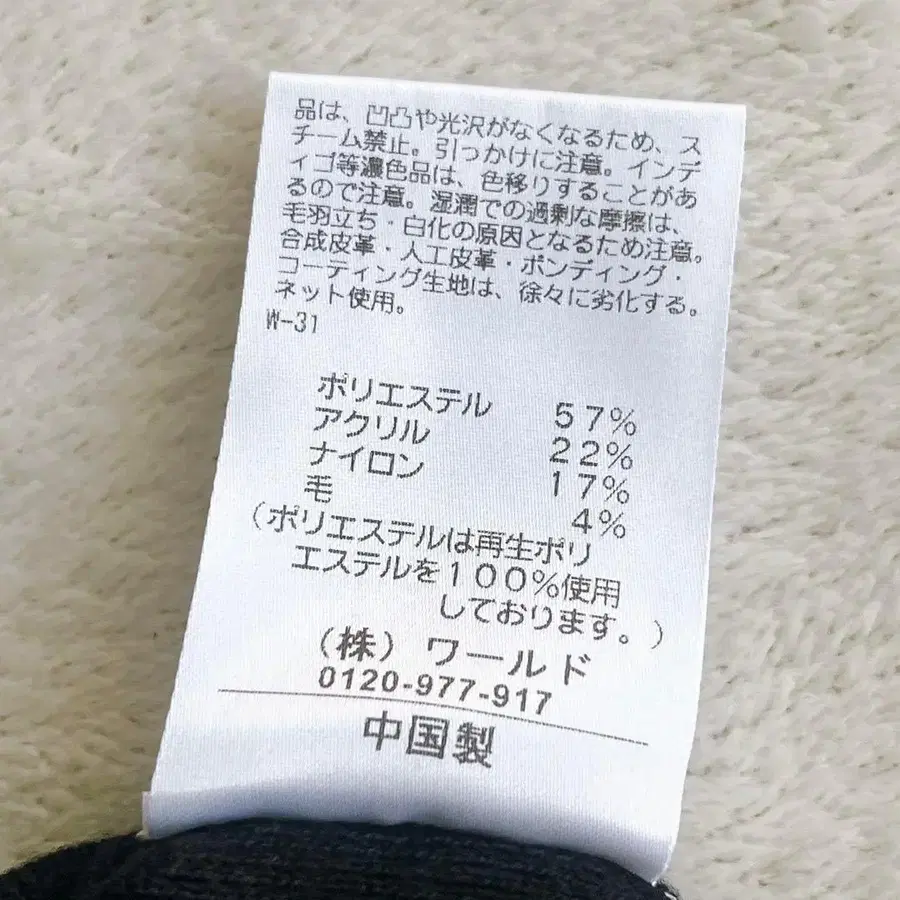 品は、凹凸や光沢がなくなるため、ス
チーム禁止。引っかけに注意。インデ
ィゴ等濃色品は、色移りすることがあ
るので注意。湿潤での過剰な摩擦は、
毛羽立ち・白化の原因となるため注意。
合成皮革・人工皮革・ボンディング・
コーティング生地は、徐々に劣化する。
ネット使用。
W-31
ポリエステル 57%
アクリル 22%
ナイロン 17%
毛 4%
（ポリエステルは再生ポリ
エステルを100%使用
しております。）
（株）ワールド
0120-977-917
中国製